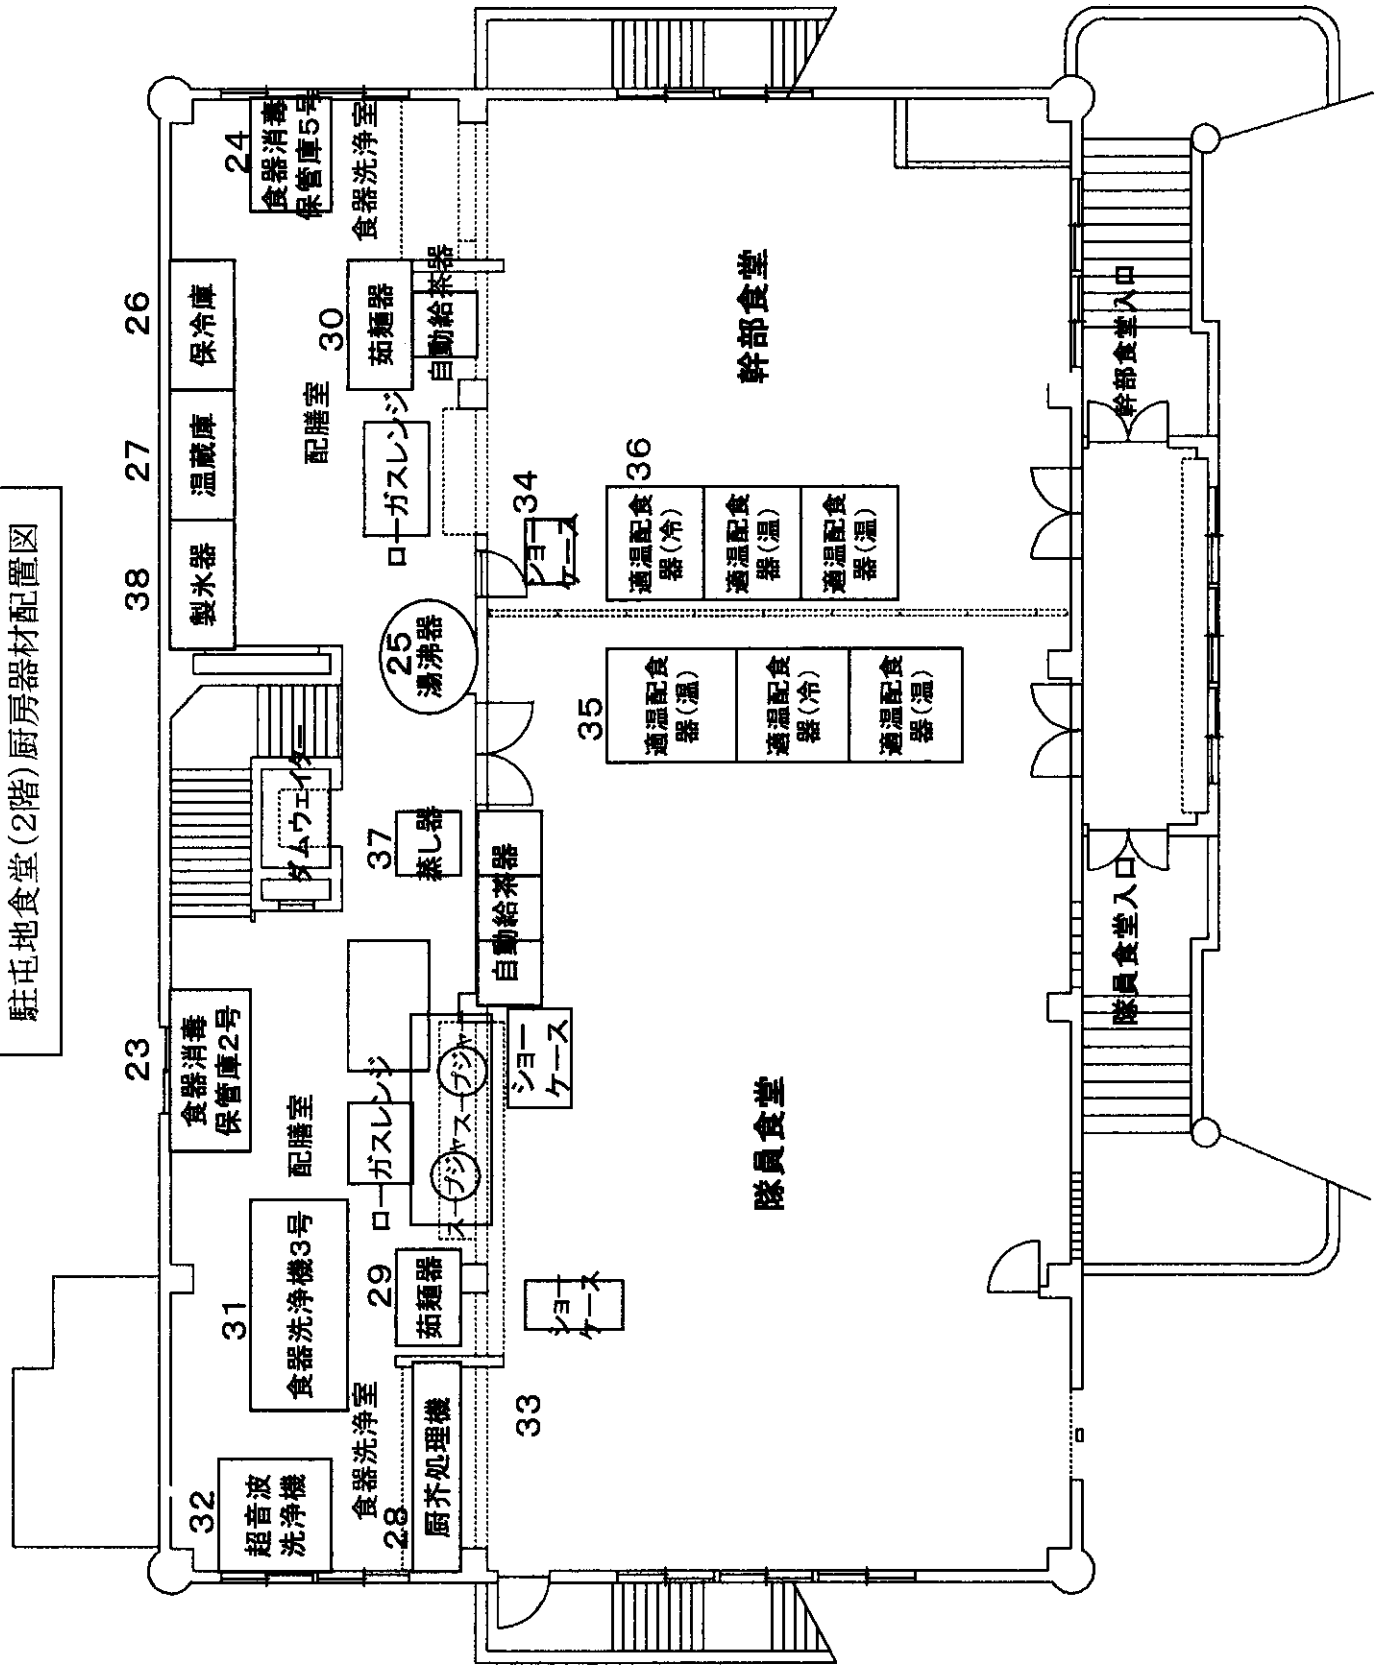 駐屯地食堂(2階)厨房器材配置図
32
超音波
洗浄機
31
食器洗浄機3号
23
食器消毒
保管庫2号
38
製氷器
27
温蔵庫
26
保冷庫
24
食器消毒
保管庫5号
食器洗浄室
配膳室
ダムウェイター
配膳室
食器洗浄室
28
厨芥処理機
29
茹麺器
ローガスレンジ
スープジャー
スープジャー
37
蒸し器
25
湯沸器
ローガスレンジ
30
茹麺器
自動給茶器
33
ショー
ケース
ショー
ケース
自動給茶器
34
ショー
ケース
35
適温配食
器(温)
適温配食
器(冷)
適温配食
器(温)
36
適温配食
器(冷)
適温配食
器(温)
適温配食
器(温)
隊員食堂
幹部食堂
隊員食堂入口
幹部食堂入口